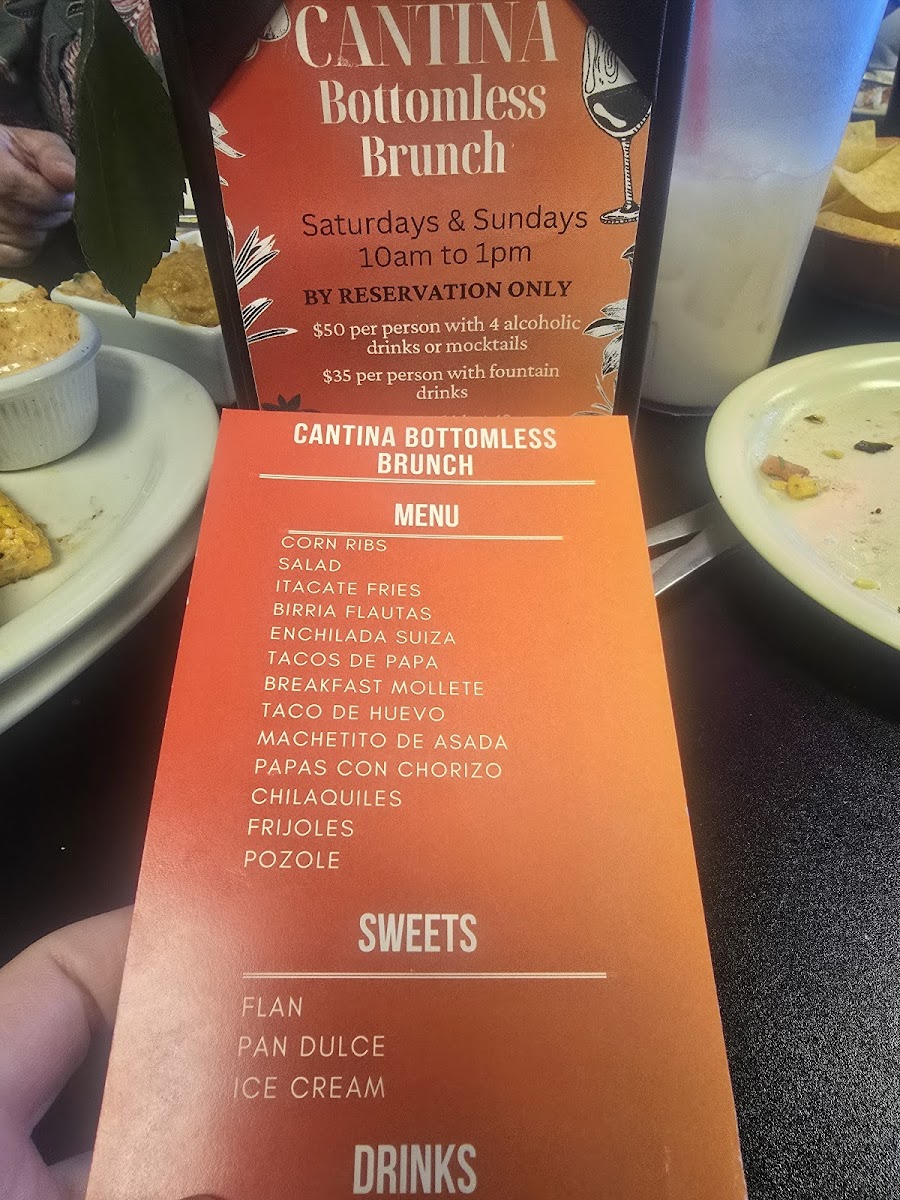 CANTINA
Bottomless
Brunch
Saturdays & Sundays
10am to 1pm
BY RESERVATION ONLY
$50 per person with 4 alcoholic
drinks or mocktails
$35 per person with fountain
drinks
CANTINA BOTTOMLESS
BRUNCH
MENU
CORN RIBS
SALAD
ITACATE FRIES
BIRRIA FLAUTAS
ENCHILADA SUIZA
TACOS DE PAPA
BREAKFAST MOLLETE
TACO DE HUEVO
MACHETITO DE ASADA
PAPAS CON CHORIZO
CHILAQUILES
FRIJOLES
POZOLE
SWEETS
FLAN
PAN DULCE
ICE CREAM
DRINKS